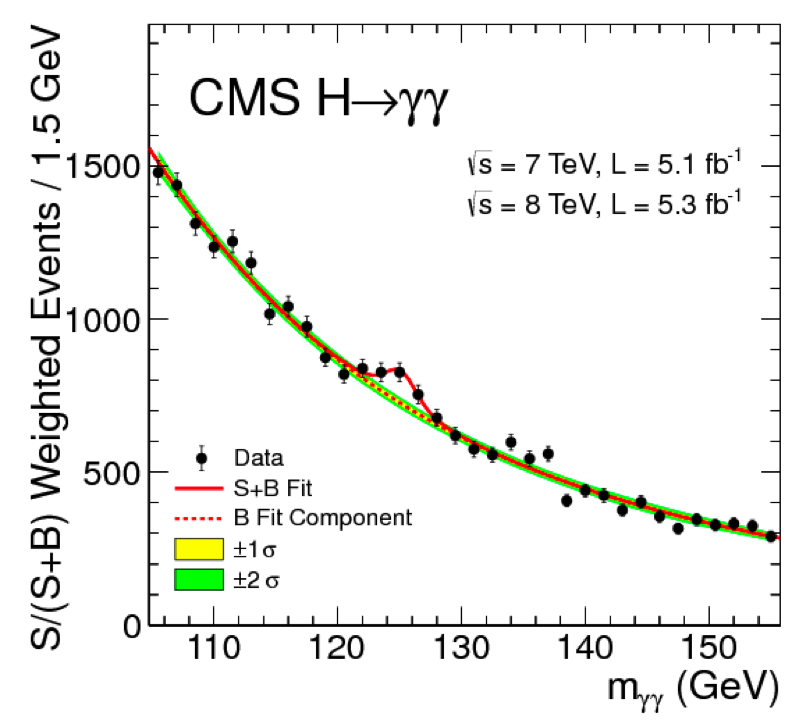 CMS H→γγ
√s = 7 TeV, L = 5.1 fb⁻¹
√s = 8 TeV, L = 5.3 fb⁻¹
S/(S+B) Weighted Events / 1.5 GeV
1500
1000
500
0
Data
S+B Fit
B Fit Component
±1 σ
±2 σ
110 120 130 140 150
mγγ (GeV)